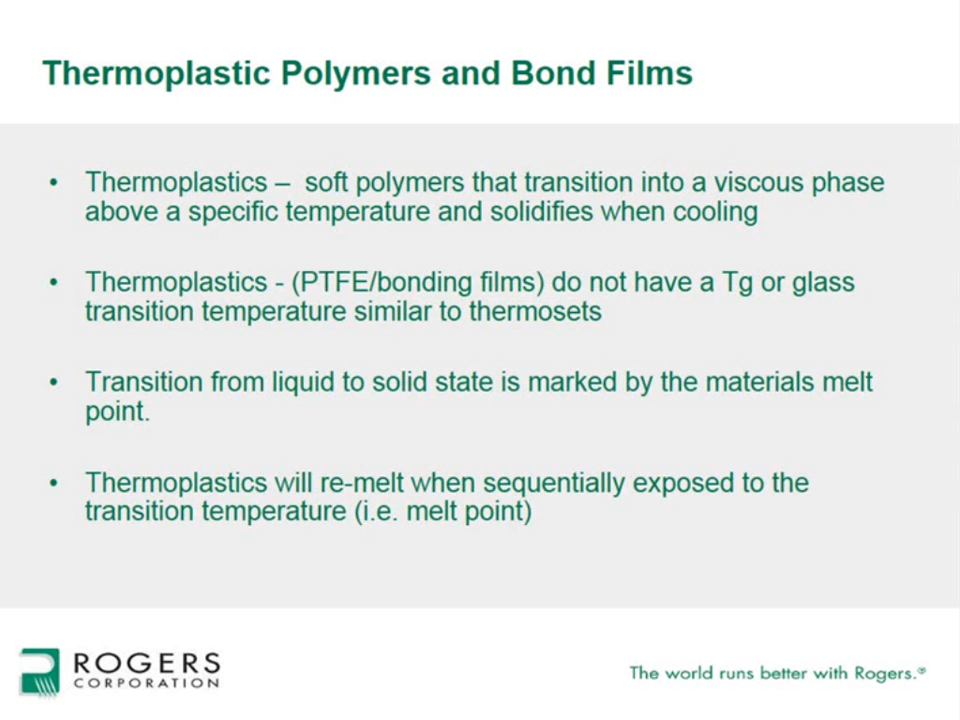 Thermoplastic Polymers and Bond Films
• Thermoplastics – soft polymers that transition into a viscous phase
above a specific temperature and solidifies when cooling
• Thermoplastics - (PTFE/bonding films) do not have a Tg or glass
transition temperature similar to thermosets
• Transition from liquid to solid state is marked by the materials melt
point.
• Thermoplastics will re-melt when sequentially exposed to the
transition temperature (i.e. melt point)
ROGERS
CORPORATION
The world runs better with Rogers.®